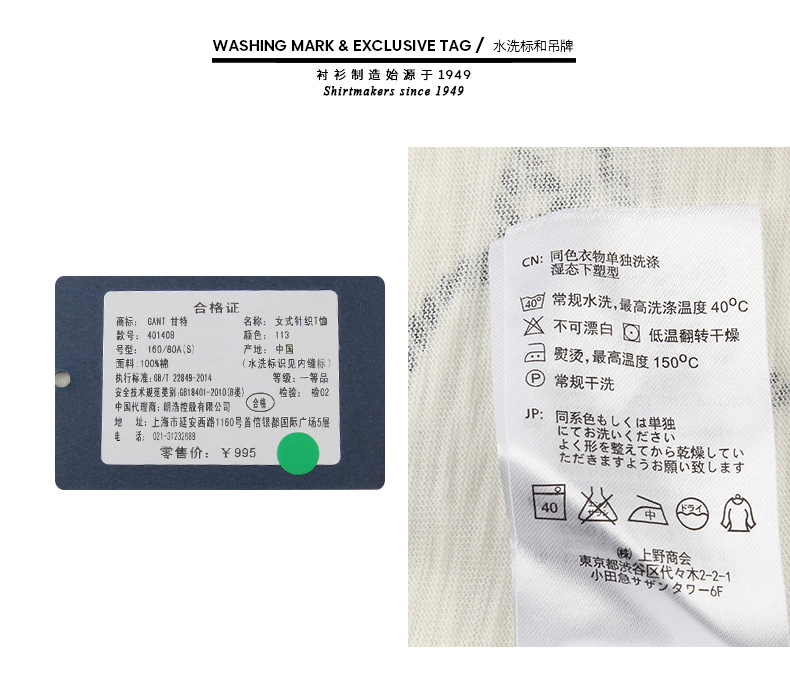 WASHING MARK & EXCLUSIVE TAG / 水洗标和吊牌
衬衫制造始源于1949
Shirtmakers since 1949
合格证
商标: GANT 甘特 名称: 女式针织T恤
款号: 401408 颜色: 113
号型: 160/80A(S) 产地: 中国
面料:100%棉 (水洗标识见内缝标)
执行标准:GB/T 22849-2014 等级:一等品
安全技术规范类别:GB18401-2010(B类) 检验: 检02
中国代理商:朗浩控股有限公司 合格
地 址:上海市延安西路1160号首信银都国际广场5层
电 话: 021-31232688
零售价: ¥995
CN: 同色衣物单独洗涤
湿态下塑型
40° 常规水洗,最高洗涤温度 40ºC
不可漂白 低温翻转干燥
熨烫,最高温度 150ºC
P 常规干洗
JP: 同系色もしくは単独
にてお洗いください
よく形を整えてから乾燥してい
ただきますようお願い致します
40 エンソサラシ 中 ドライ
㈱ 上野商会
東京都渋谷区代々木2-2-1
小田急サザンタワー6F